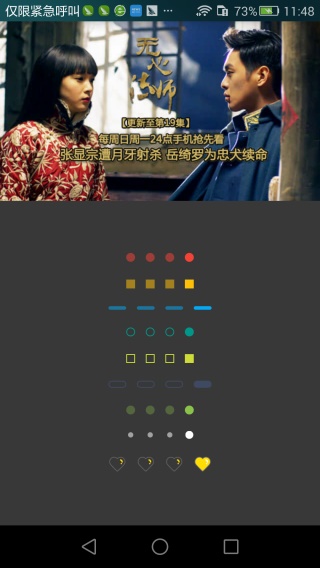 仅限紧急呼叫 ··· 73% 11:48
无心法师
【更新至第19集】
每周日周一24点手机抢先看
张显宗遭月牙射杀 岳绮罗为忠犬续命